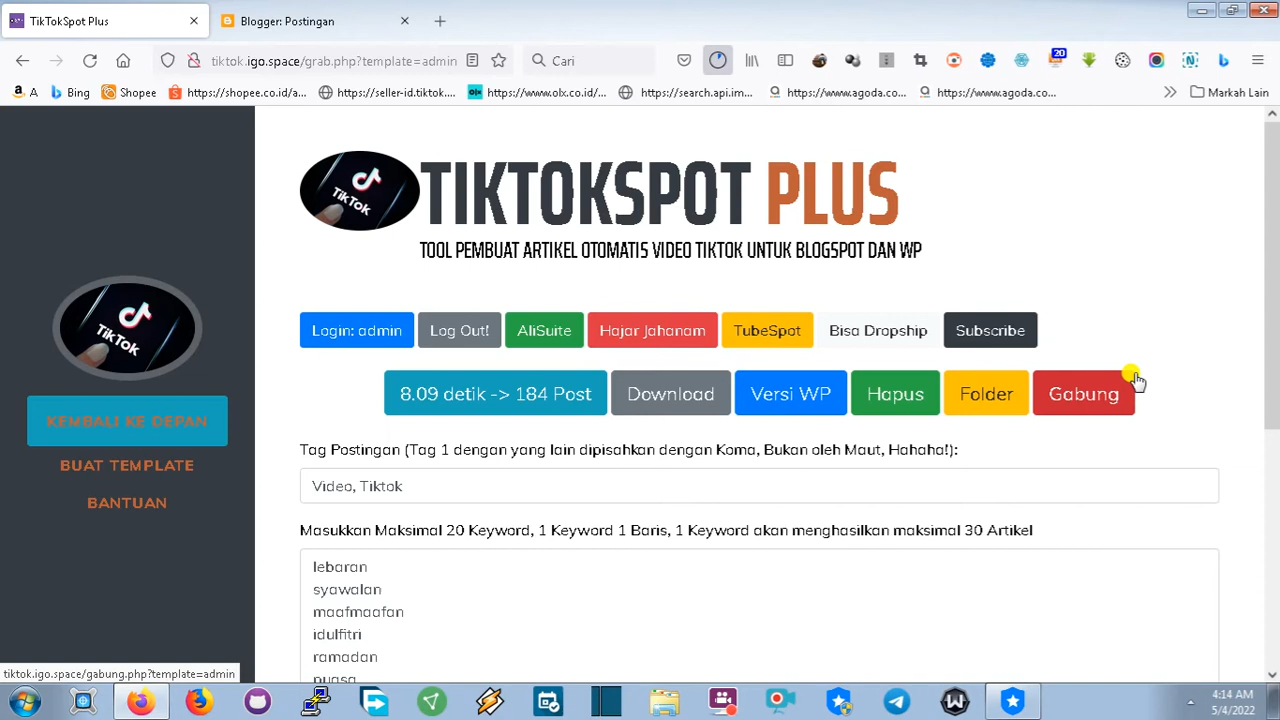 TikTokSpot Plus
Blogger: Postingan
tiktok.igo.space/grab.php?template=admin
Cari
20
A
Bing
Shopee
https://shopee.co.id/a...
https://seller-id.tiktok....
https://www.olx.co.id/...
https://search.api.im...
https://www.agoda.co...
https://www.agoda.co...
Markah Lain
TikTok
TIKTOKSPOT PLUS
TOOL PEMBUAT ARTIKEL OTOMATIS VIDEO TIKTOK UNTUK BLOGSPOT DAN WP
TikTok
KEMBALI KE DEPAN
BUAT TEMPLATE
BANTUAN
Login: admin
Log Out!
AliSuite
Hajar Jahanam
TubeSpot
Bisa Dropship
Subscribe
8.09 detik -> 184 Post
Download
Versi WP
Hapus
Folder
Gabung
Tag Postingan (Tag 1 dengan yang lain dipisahkan dengan Koma, Bukan oleh Maut, Hahaha!):
Video, Tiktok
Masukkan Maksimal 20 Keyword, 1 Keyword 1 Baris, 1 Keyword akan menghasilkan maksimal 30 Artikel
lebaran
syawalan
maafmaafan
idulfitri
ramadan
puasa
tiktok.igo.space/gabung.php?template=admin
4:14 AM
5/4/2022